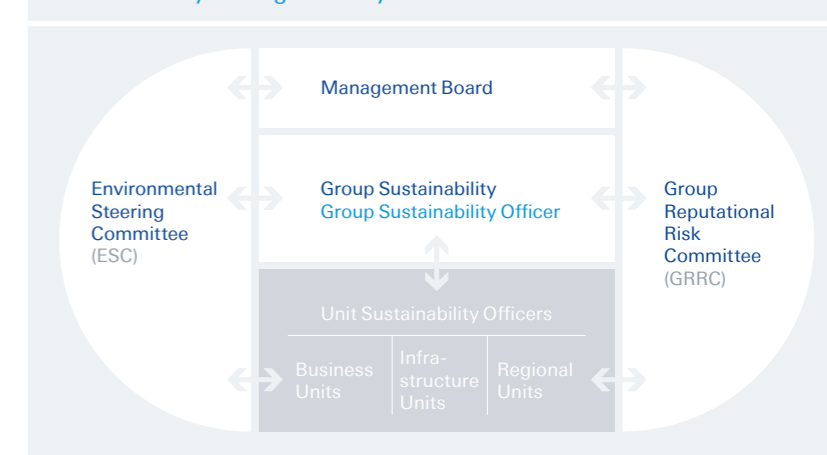 Management Board
Environmental
Steering
Committee
(ESC)
Group Sustainability
Group Sustainability Officer
Group
Reputational
Risk
Committee
(GRRC)
Unit Sustainability Officers
Business
Units
Infra-
structure
Units
Regional
Units